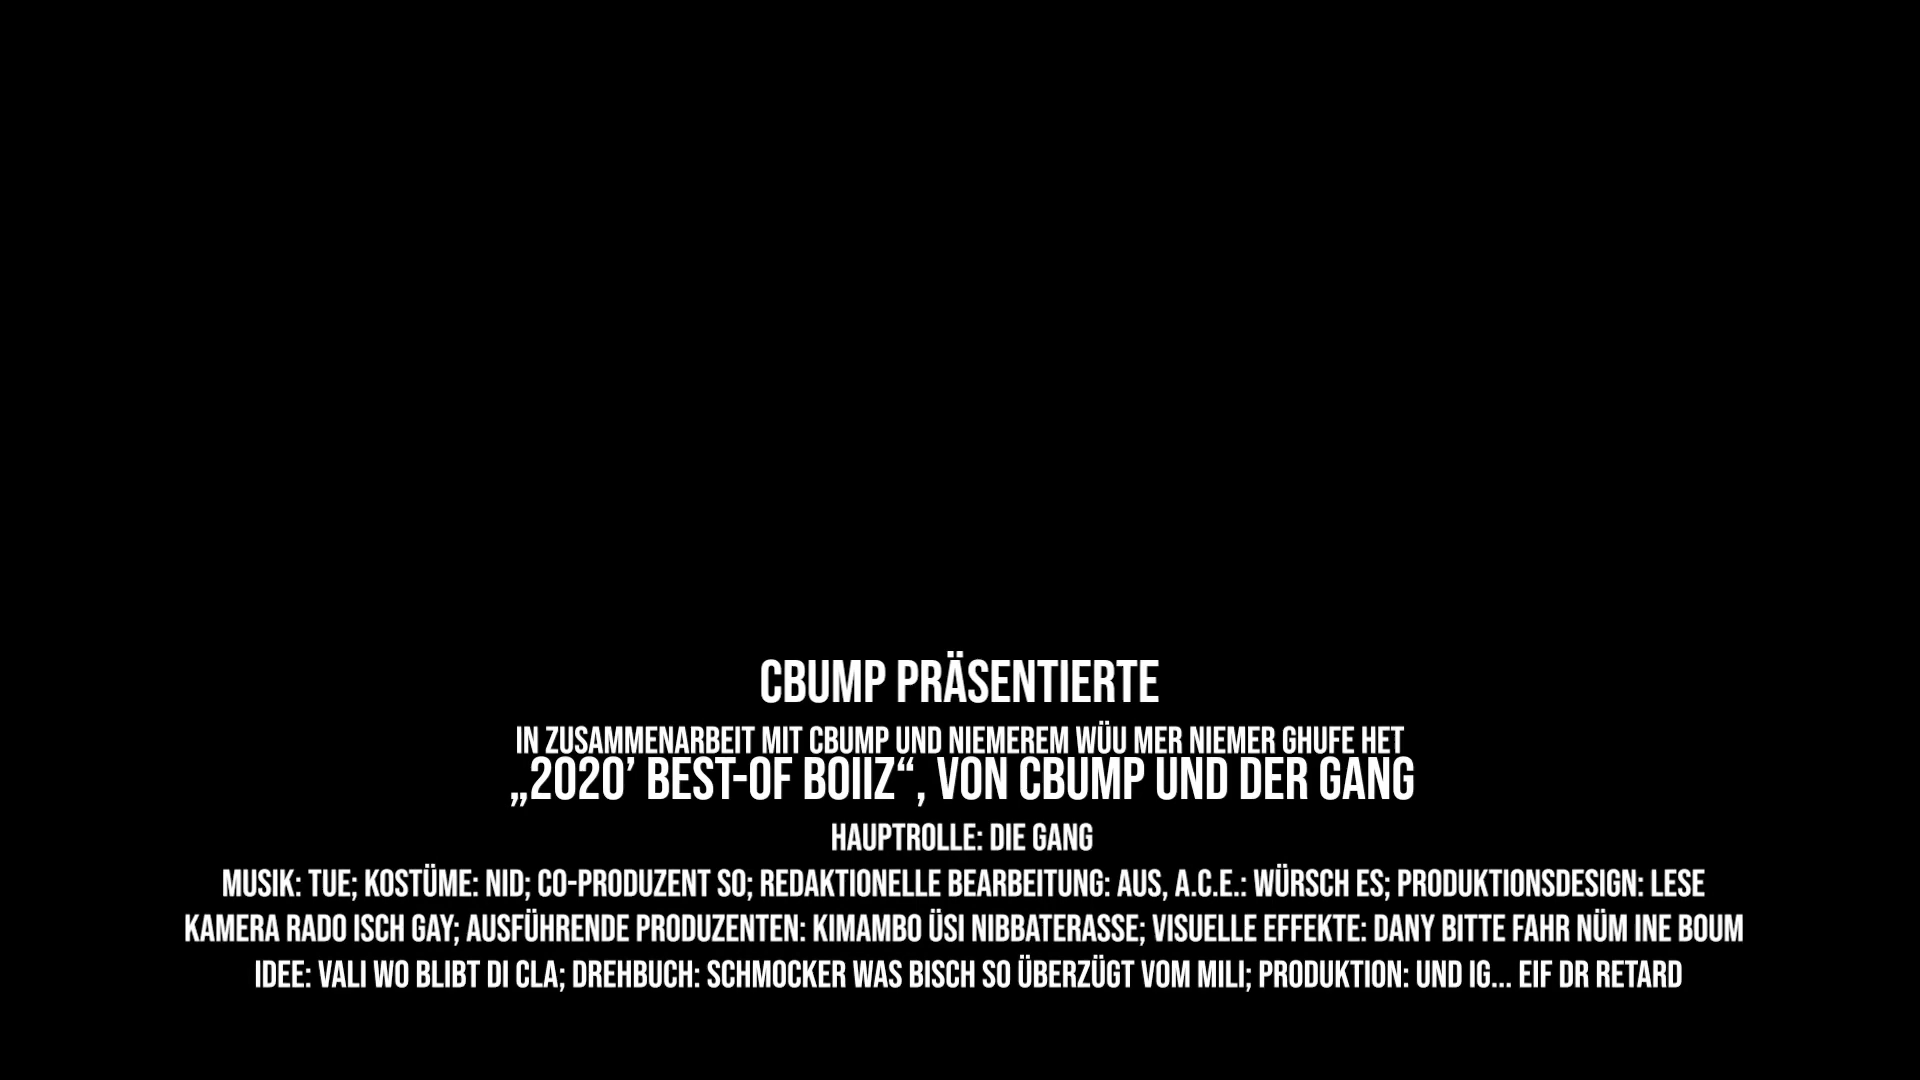 CBUMP PRÄSENTIERTE
IN ZUSAMMENARBEIT MIT CBUMP UND NIEMEREM WÜU MER NIEMER GHUFE HET
„2020’ BEST-OF BOIIZ“, VON CBUMP UND DER GANG
HAUPTROLLE: DIE GANG
MUSIK: TUE; KOSTÜME: NID; CO-PRODUZENT SO; REDAKTIONELLE BEARBEITUNG: AUS, A.C.E.: WÜRSCH ES; PRODUKTIONSDESIGN: LESE
KAMERA RADO ISCH GAY; AUSFÜHRENDE PRODUZENTEN: KIMAMBO ÜSI NIBBATERASSE; VISUELLE EFFEKTE: DANY BITTE FAHR NÜM INE BOUM
IDEE: VALI WO BLIBT DI CLA; DREHBUCH: SCHMOCKER WAS BISCH SO ÜBERZÜGT VOM MILI; PRODUKTION: UND IG... EIF DR RETARD